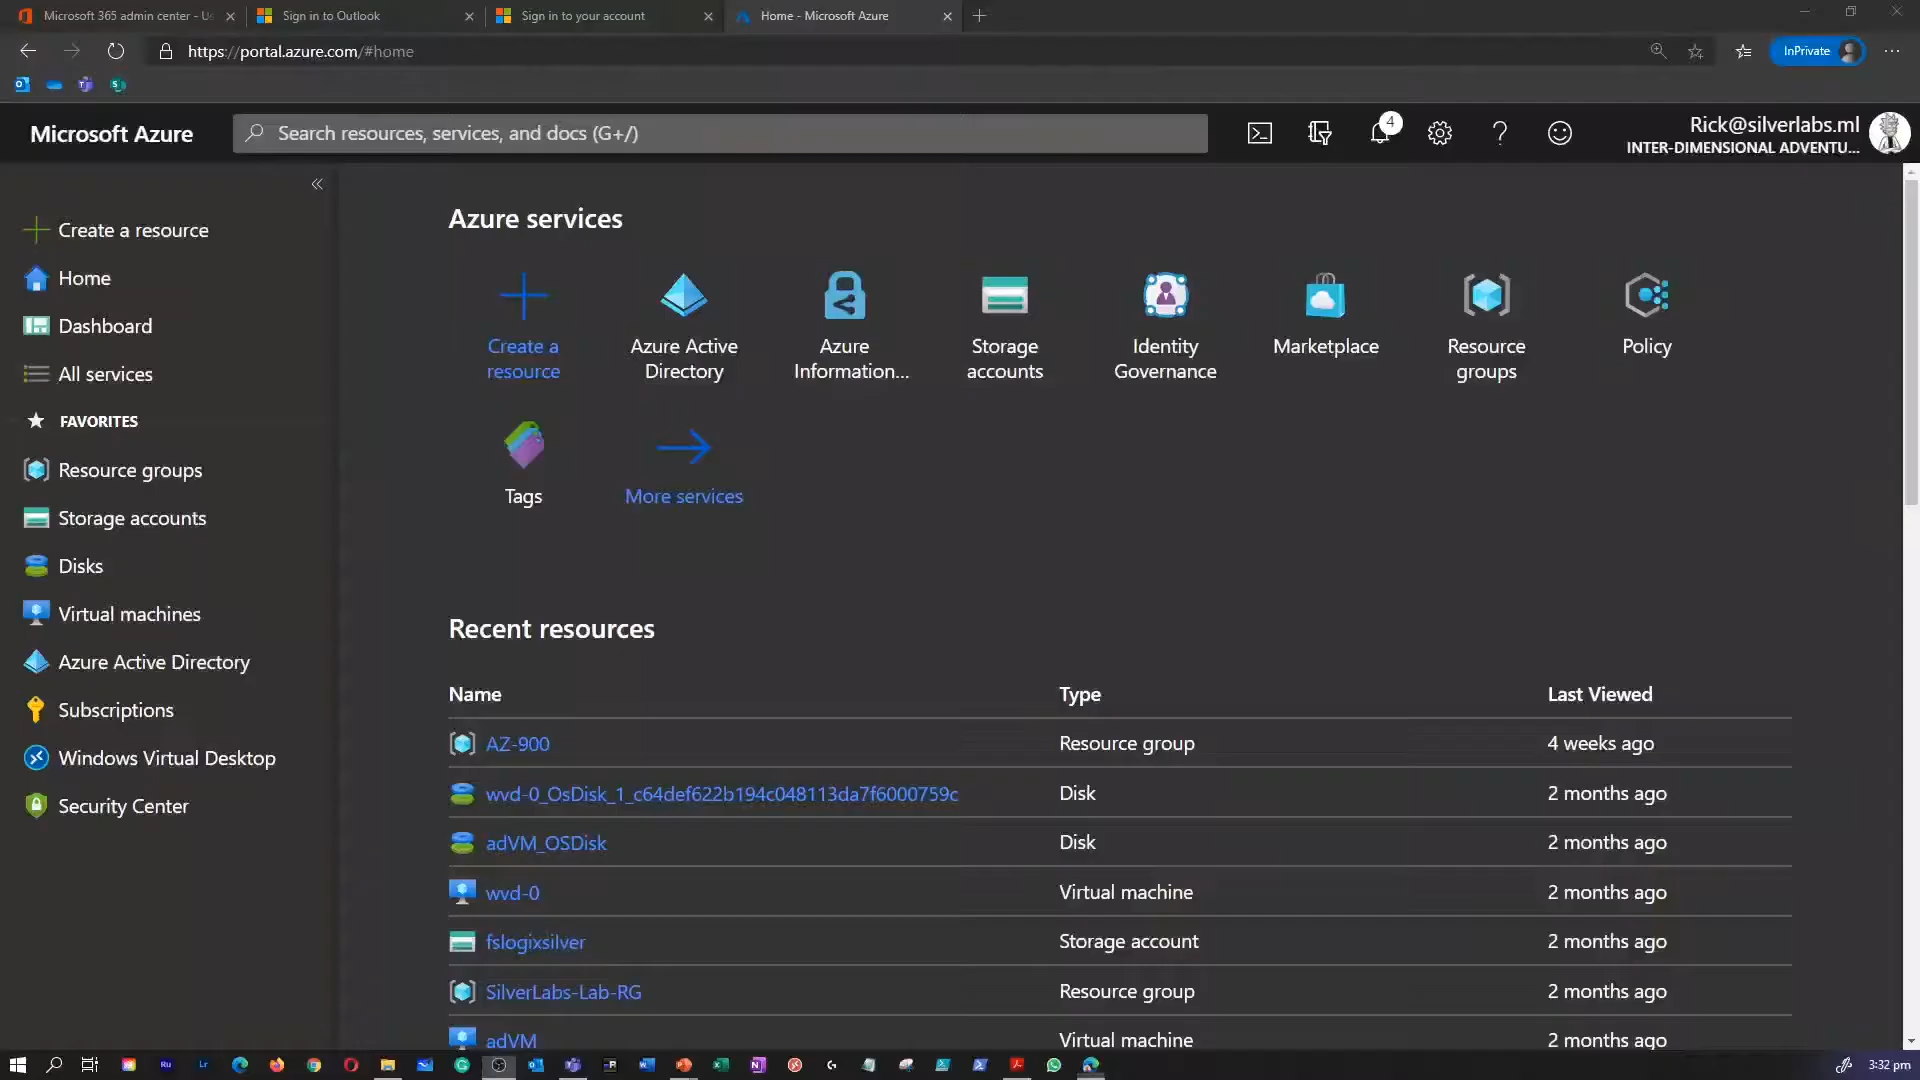 Microsoft 365 admin center - Us
Sign in to Outlook
Sign in to your account
Home - Microsoft Azure
https://portal.azure.com/#home
InPrivate
Microsoft Azure
Search resources, services, and docs (G+/)
4
Rick@silverlabs.ml
INTER-DIMENSIONAL ADVENTU...
Create a resource
Home
Dashboard
All services
FAVORITES
Resource groups
Storage accounts
Disks
Virtual machines
Azure Active Directory
Subscriptions
Windows Virtual Desktop
Security Center
Azure services
Create a
resource
Azure Active
Directory
Azure
Information...
Storage
accounts
Identity
Governance
Marketplace
Resource
groups
Policy
Tags
More services
Recent resources
Name Type Last Viewed
AZ-900 Resource group 4 weeks ago
wvd-0_OsDisk_1_c64def622b194c048113da7f6000759c Disk 2 months ago
adVM_OSDisk Disk 2 months ago
wvd-0 Virtual machine 2 months ago
fslogixsilver Storage account 2 months ago
SilverLabs-Lab-RG Resource group 2 months ago
adVM Virtual machine 2 months ago
Ru
Lr
3:32 pm